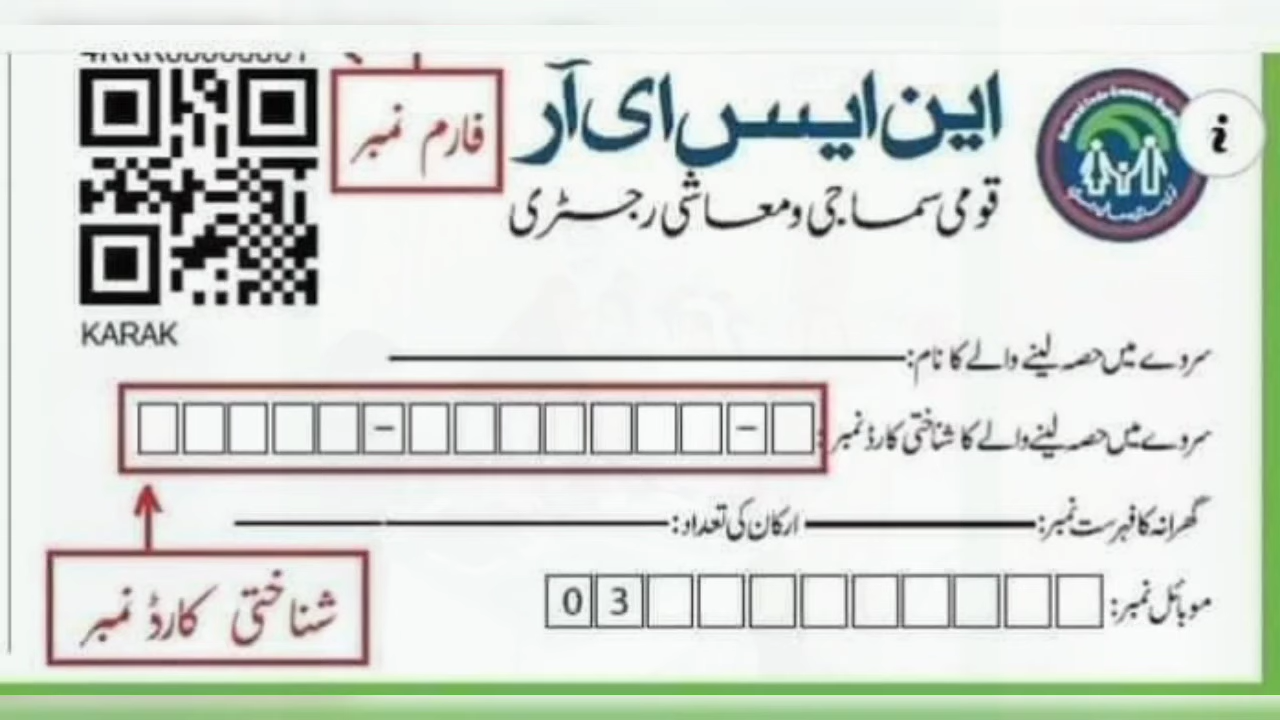 فارم نمبر
این ایس ای آر
قومی سماجی و معاشی رجسٹری
KARAK
سروے میں حصہ لینے والے کا نام:
سروے میں حصہ لینے والے کا شناختی کارڈ نمبر:
گھرانہ کا فہرست نمبر: ارکان کی تعداد:
موبائل نمبر: 03
شناختی کارڈ نمبر